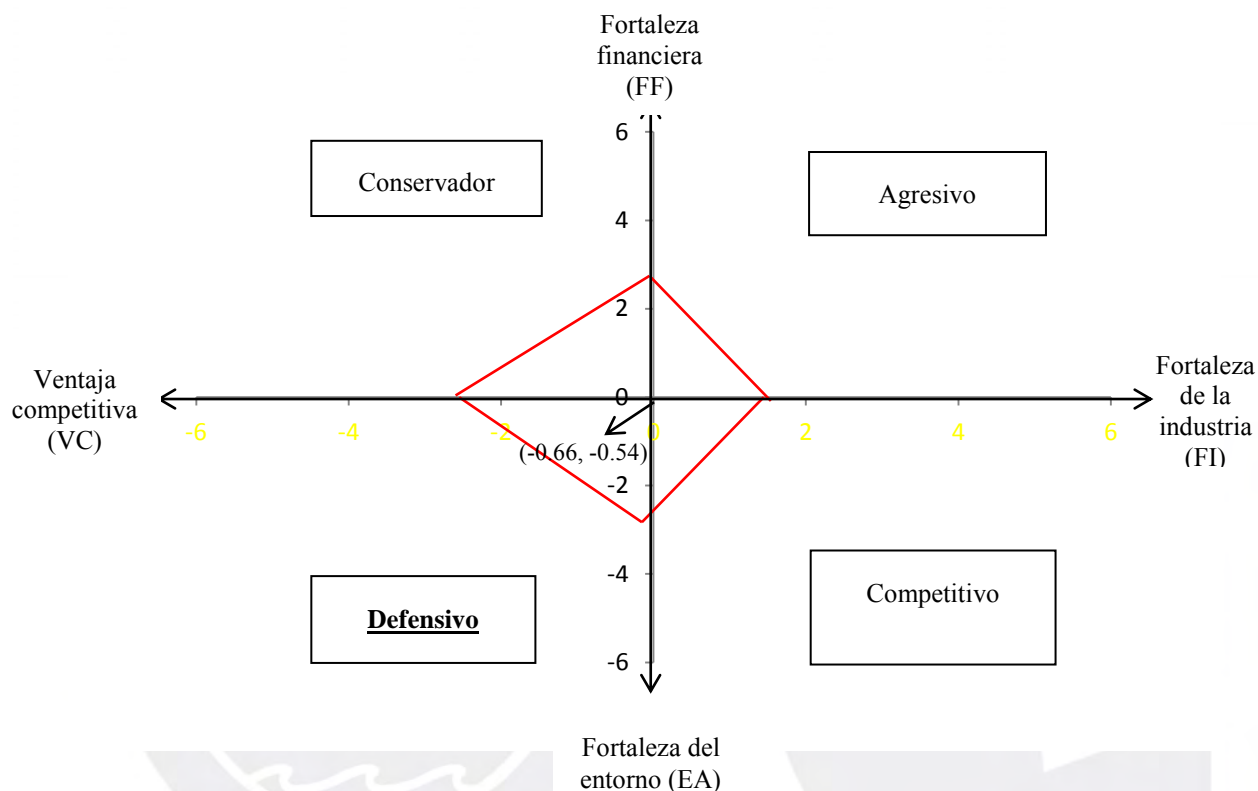 Fortaleza
financiera
(FF)
6
Conservador
Agresivo
4
2
Ventaja
competitiva
(VC)
0
Fortaleza
de la
industria
(FI)
-6
-4
-2
0
2
4
6
(-0.66, -0.54)
-2
-4
Defensivo
Competitivo
-6
Fortaleza del
entorno (EA)